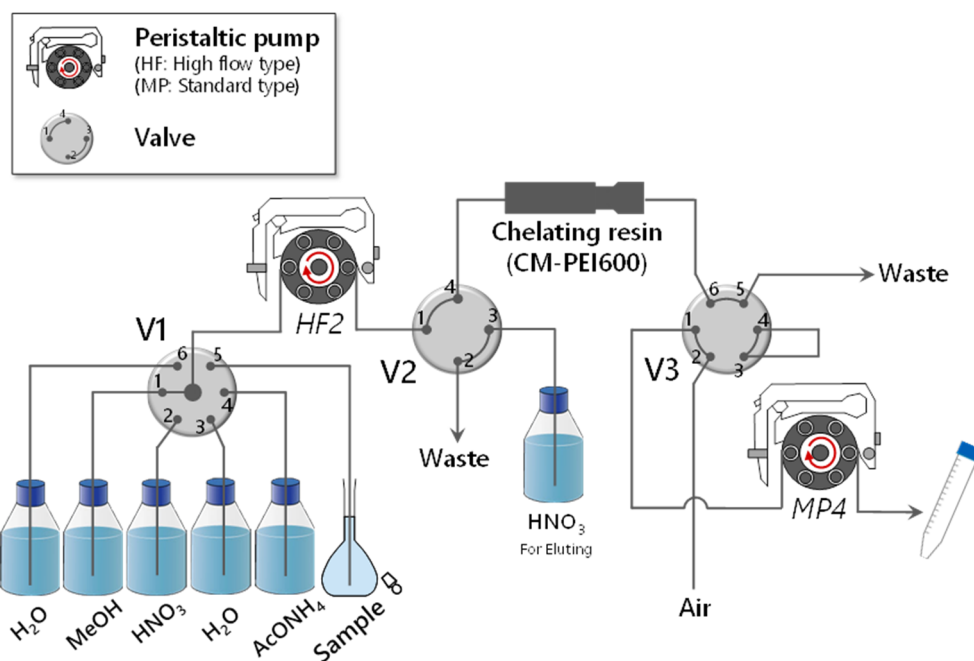 Peristaltic pump
(HF: High flow type)
(MP: Standard type)
4
1
3
2
Valve
Chelating resin
(CM-PEI600)
HF2
V1
6
5
1
4
2
3
V2
4
1
3
2
Waste
V3
6
5
1
4
2
3
Waste
HNO3
For Eluting
MP4
Air
H2O
MeOH
HNO3
H2O
AcONH4
Sample